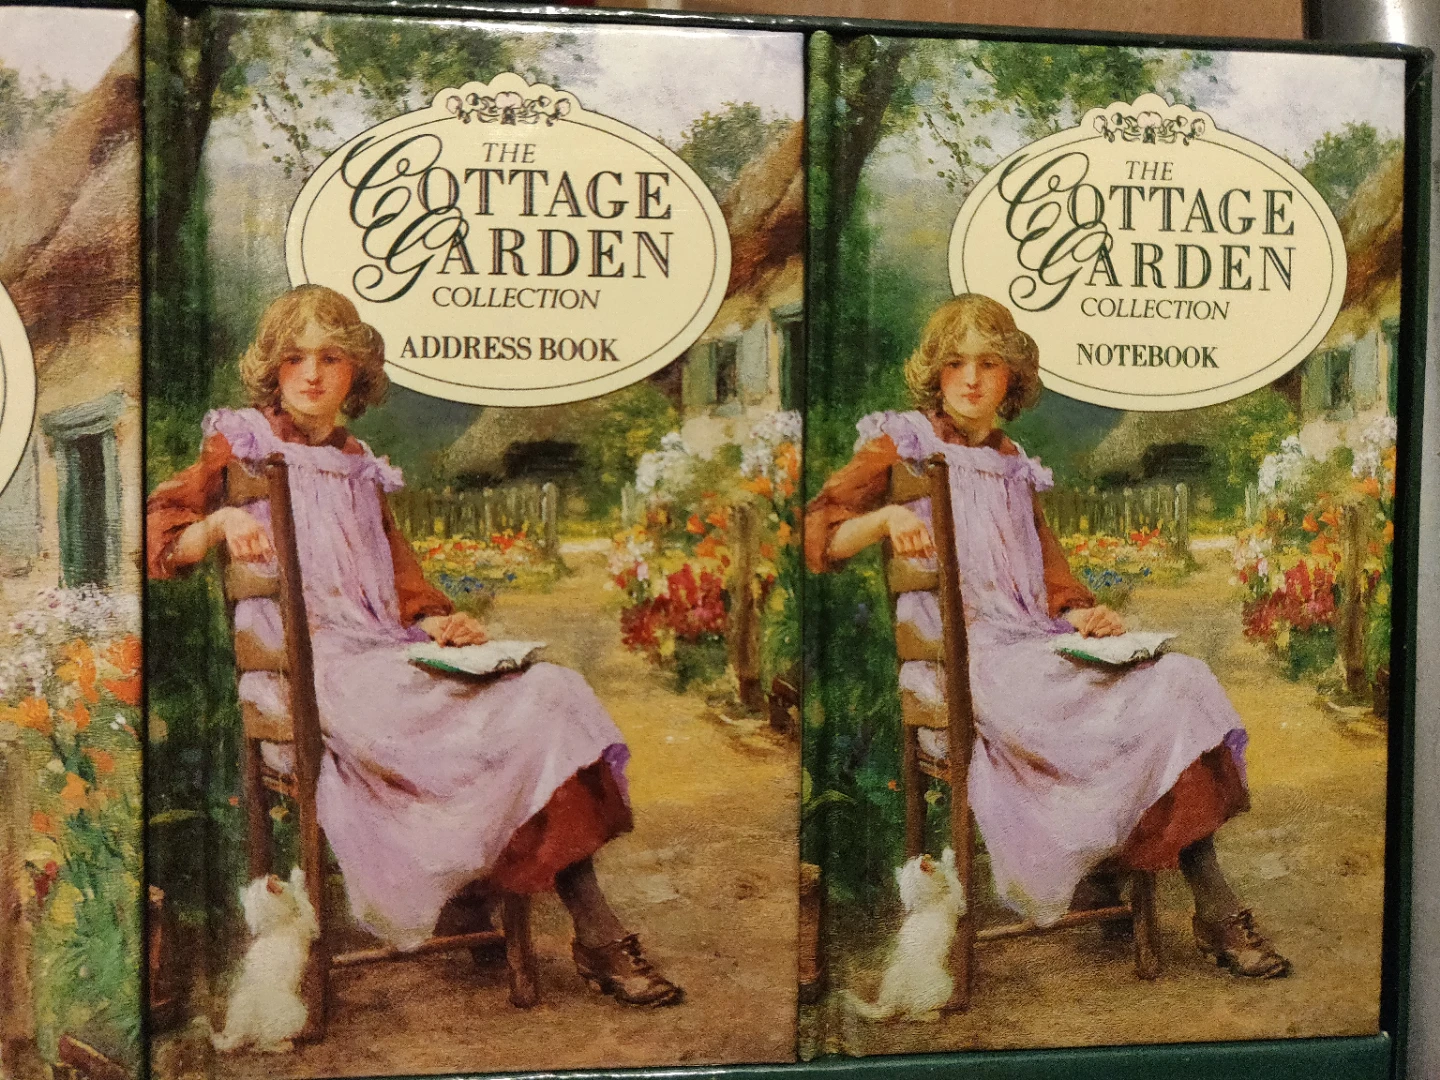 THE
COTTAGE
GARDEN
COLLECTION
ADDRESS BOOK
THE
COTTAGE
GARDEN
COLLECTION
NOTEBOOK